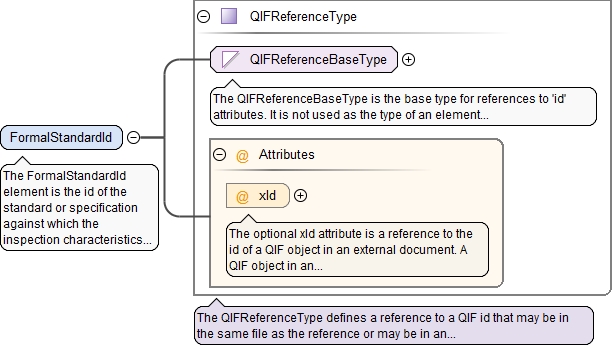 QIFReferenceType
QIFReferenceBaseType
The QIFReferenceBaseType is the base type for references to 'id'
attributes. It is not used as the type of an element...
FormalStandardId
The FormalStandardId
element is the id of the
standard or specification
against which the
inspection characteristics...
@ Attributes
@ xId
The optional xId attribute is a reference to the
id of a QIF object in an external document. A
QIF object in an...
The QIFReferenceType defines a reference to a QIF id that may be in
the same file as the reference or may be in an...